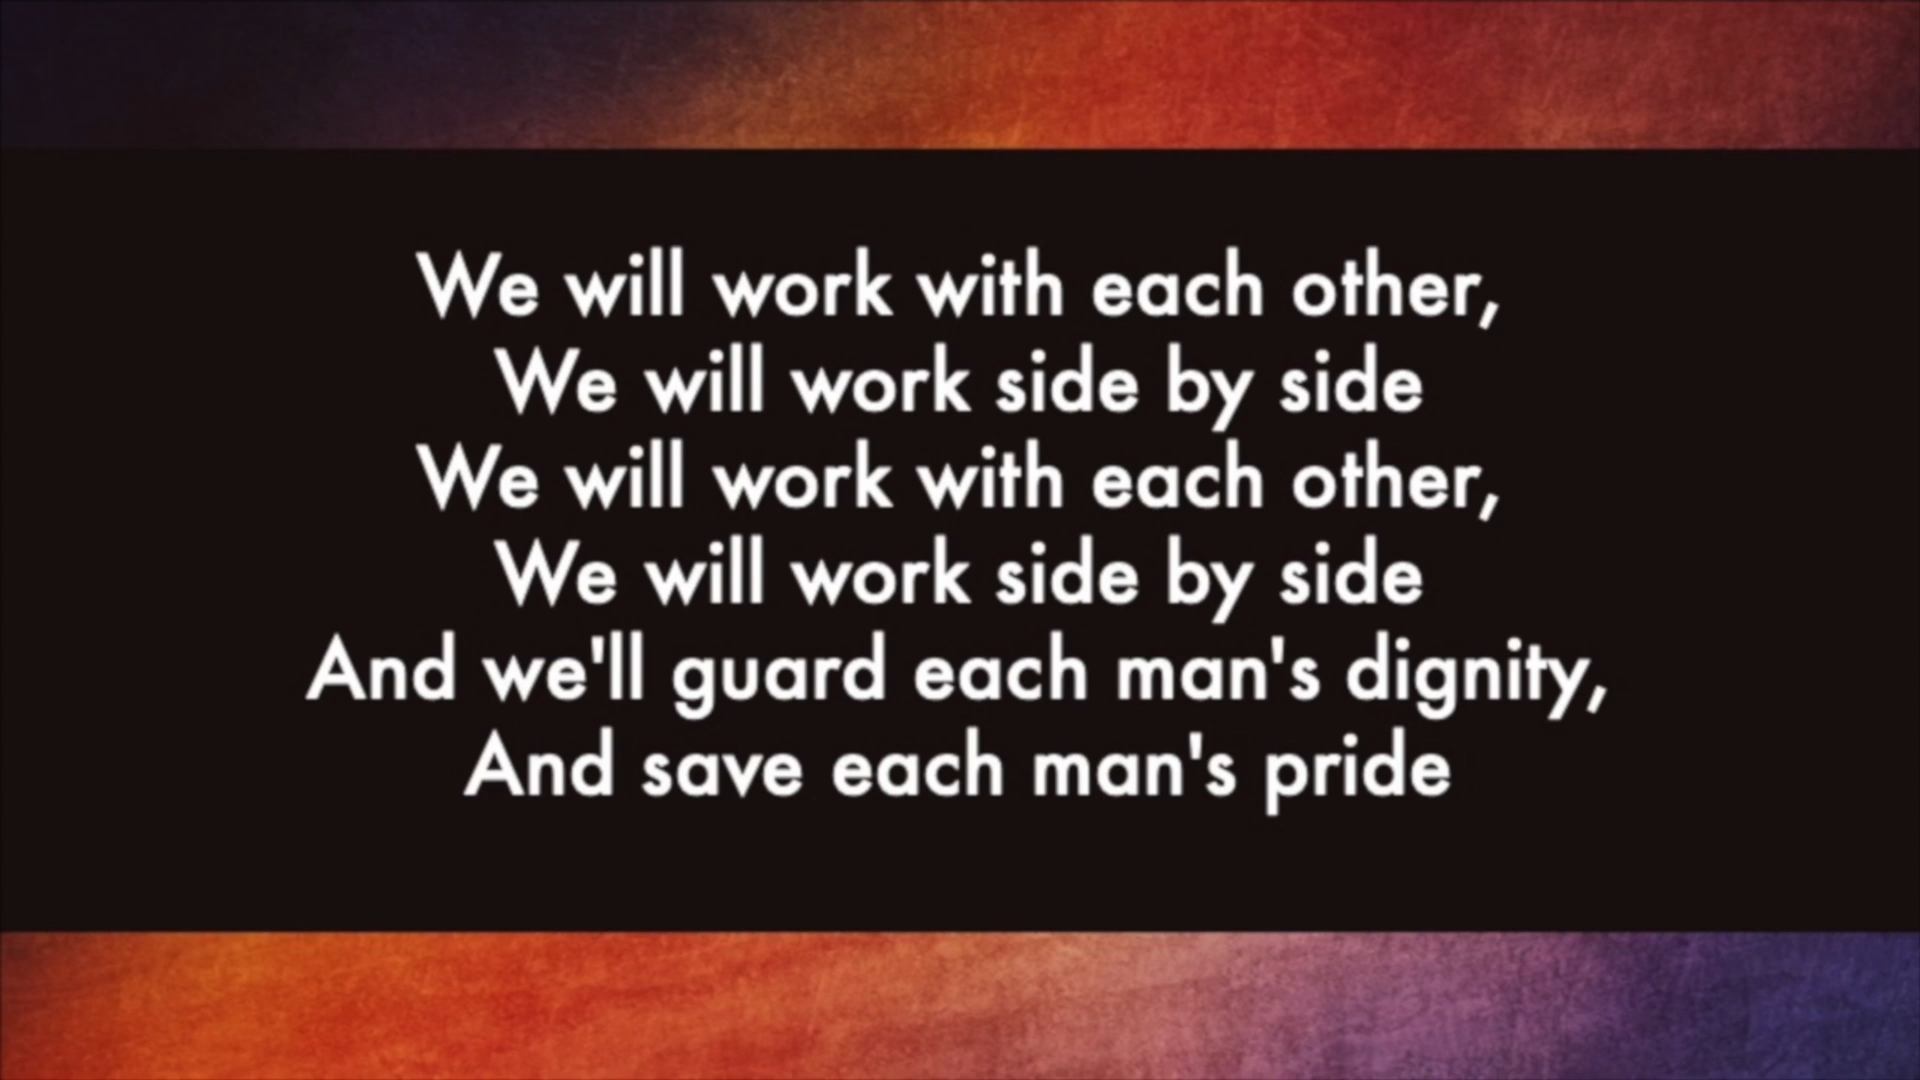 We will work with each other,
We will work side by side
We will work with each other,
We will work side by side
And we'll guard each man's dignity,
And save each man's pride